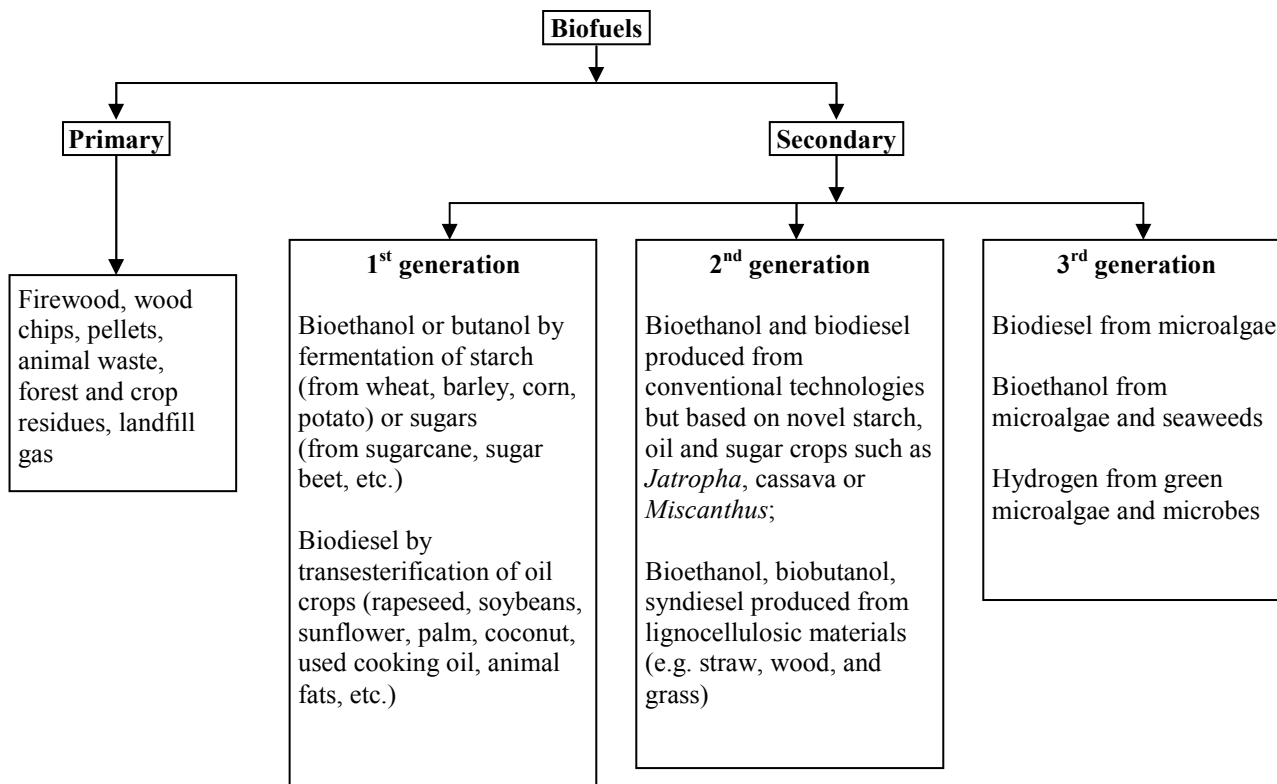 Biofuels
Primary
Secondary
Firewood, wood
chips, pellets,
animal waste,
forest and crop
residues, landfill
gas
1st generation
Bioethanol or butanol by
fermentation of starch
(from wheat, barley, corn,
potato) or sugars
(from sugarcane, sugar
beet, etc.)
Biodiesel by
transesterification of oil
crops (rapeseed, soybeans,
sunflower, palm, coconut,
used cooking oil, animal
fats, etc.)
2nd generation
Bioethanol and biodiesel
produced from
conventional technologies
but based on novel starch,
oil and sugar crops such as
Jatropha, cassava or
Miscanthus;
Bioethanol, biobutanol,
syndiesel produced from
lignocellulosic materials
(e.g. straw, wood, and
grass)
3rd generation
Biodiesel from microalgae
Bioethanol from
microalgae and seaweeds
Hydrogen from green
microalgae and microbes